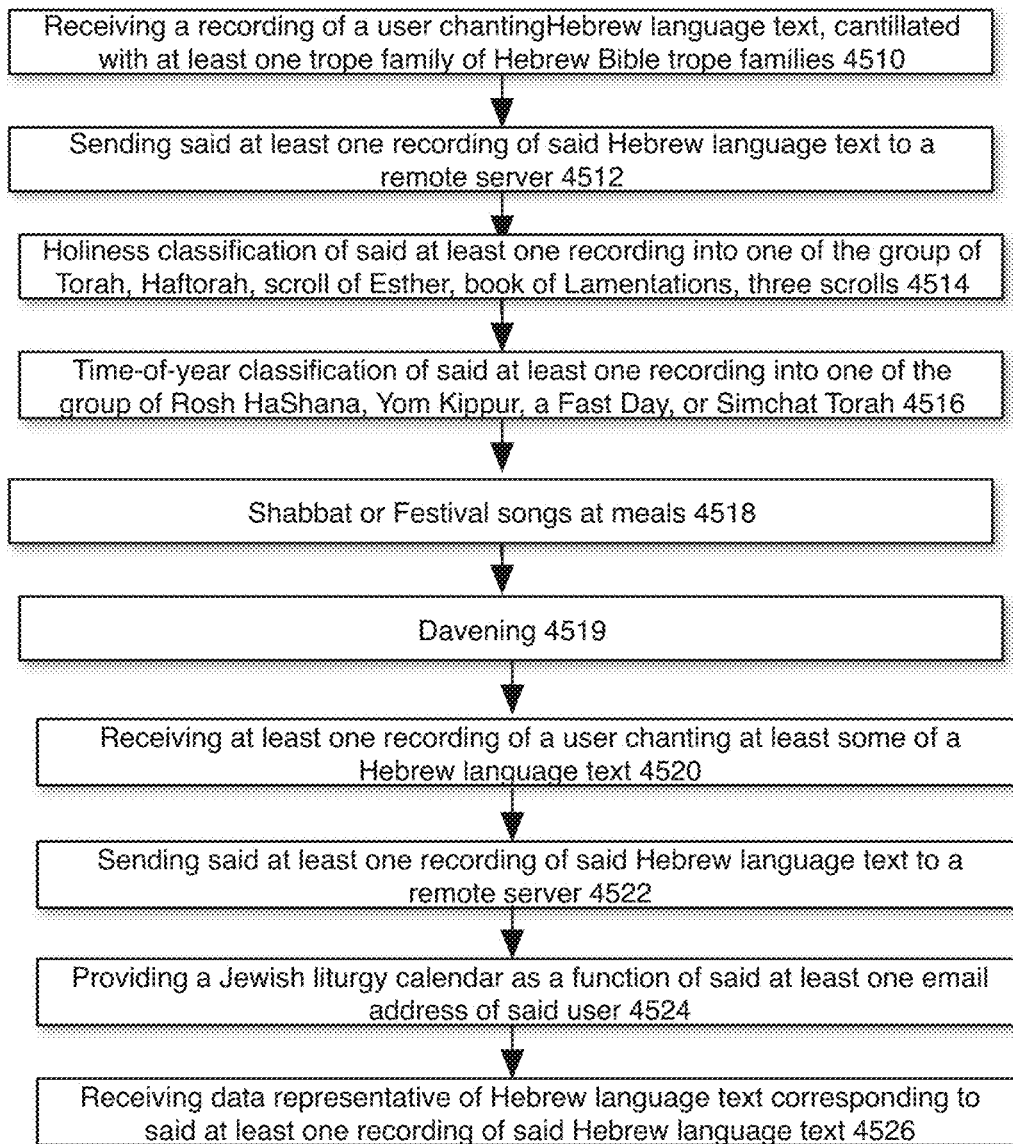 Receiving a recording of a user chantingHebrew language text, cantillated
with at least one trope family of Hebrew Bible trope families 4510
Sending said at least one recording of said Hebrew language text to a
remote server 4512
Holiness classification of said at least one recording into one of the group of
Torah, Haftorah, scroll of Esther, book of Lamentations, three scrolls 4514
Time-of-year classification of said at least one recording into one of the
group of Rosh HaShana, Yom Kippur, a Fast Day, or Simchat Torah 4516
Shabbat or Festival songs at meals 4518
Davening 4519
Receiving at least one recording of a user chanting at least some of a
Hebrew language text 4520
Sending said at least one recording of said Hebrew language text to a
remote server 4522
Providing a Jewish liturgy calendar as a function of said at least one email
address of said user 4524
Receiving data representative of Hebrew language text corresponding to
said at least one recording of said Hebrew language text 4526